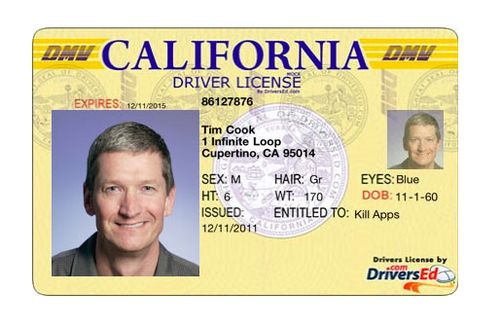 DMV CALIFORNIA DMV
DRIVER LICENSE MOCK
By DriversEd.com
EXPIRES: 12/11/2015
86127876
Tim Cook
1 Infinite Loop
Cupertino, CA 95014
SEX: M HAIR: Gr EYES: Blue
HT: 6 WT: 170 DOB: 11-1-60
ISSUED: ENTITLED TO: Kill Apps
12/11/2011
Drivers License by
DriversEd.com